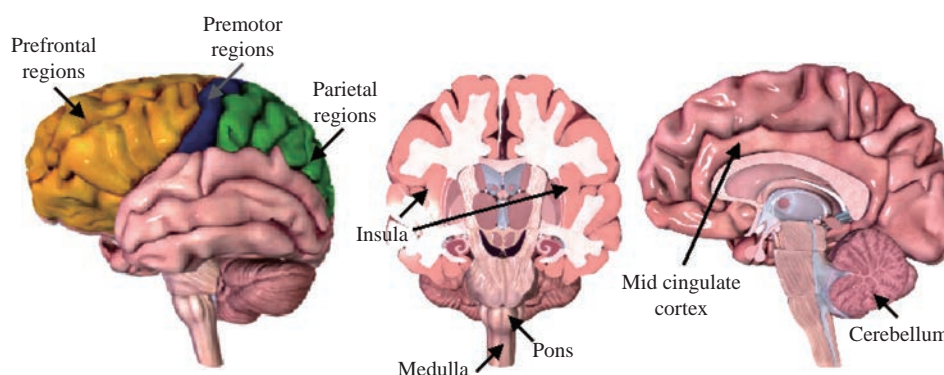 Prefrontal
regions
Premotor
regions
Parietal
regions
Insula
Medulla
Pons
Mid cingulate
cortex
Cerebellum